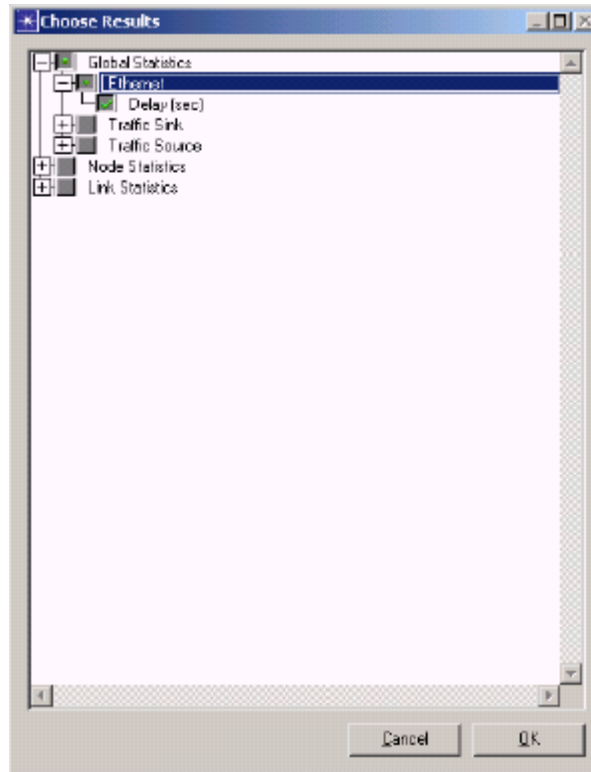 Choose Results
Global Statistics
Ethernet
Delay (sec)
Traffic Sink
Traffic Source
Node Statistics
Link Statistics
Cancel
OK